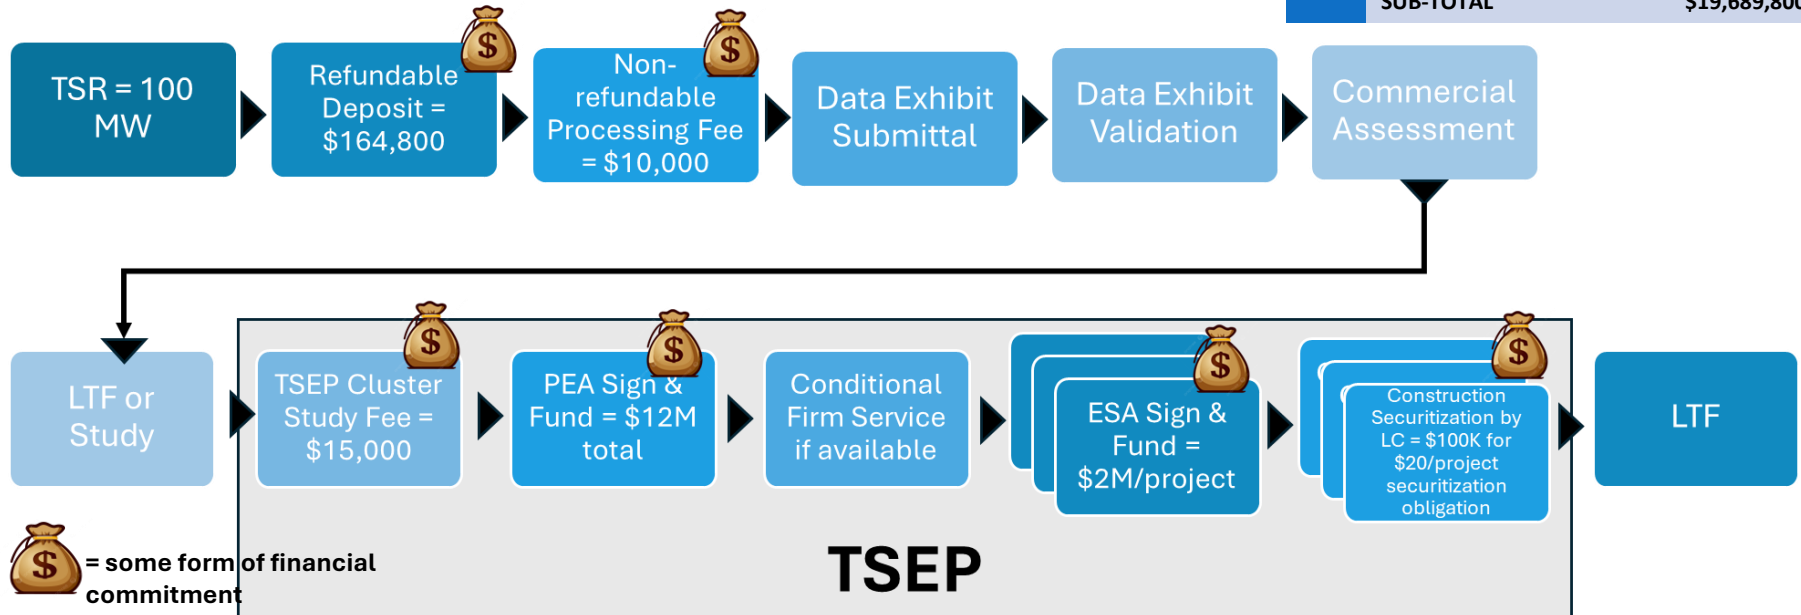 SUB-TOTAL $19,689,800
TSR = 100
MW
Refundable
Deposit =
$164,800
Non-
refundable
Processing Fee
= $10,000
Data Exhibit
Submittal
Data Exhibit
Validation
Commercial
Assessment
LTF or
Study
TSEP Cluster
Study Fee =
$15,000
PEA Sign &
Fund = $12M
total
Conditional
Firm Service
if available
ESA Sign &
Fund =
$2M/project
Construction
Securitization by
LC = $100K for
$20/project
securitization
obligation
LTF
= some form of financial
commitment
TSEP